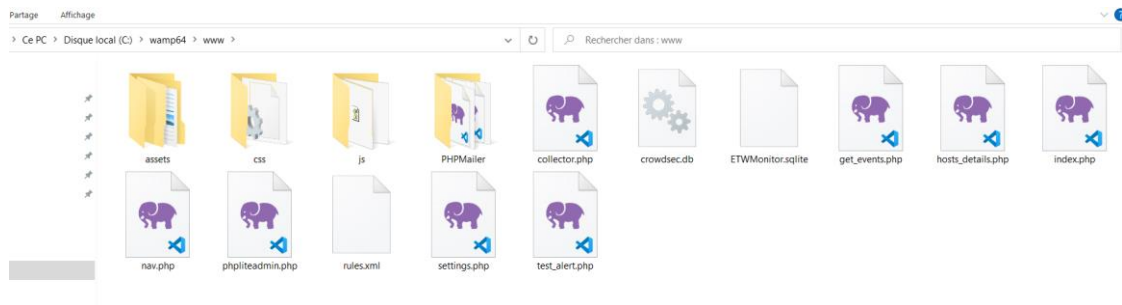 Partage Affichage
> Ce PC > Disque local (C:) > wamp64 > www >
Rechercher dans : www
assets css js PHPMailer collector.php crowdsec.db ETWMonitor.sqlite get_events.php hosts_details.php index.php
nav.php phpliteadmin.php rules.xml settings.php test_alert.php